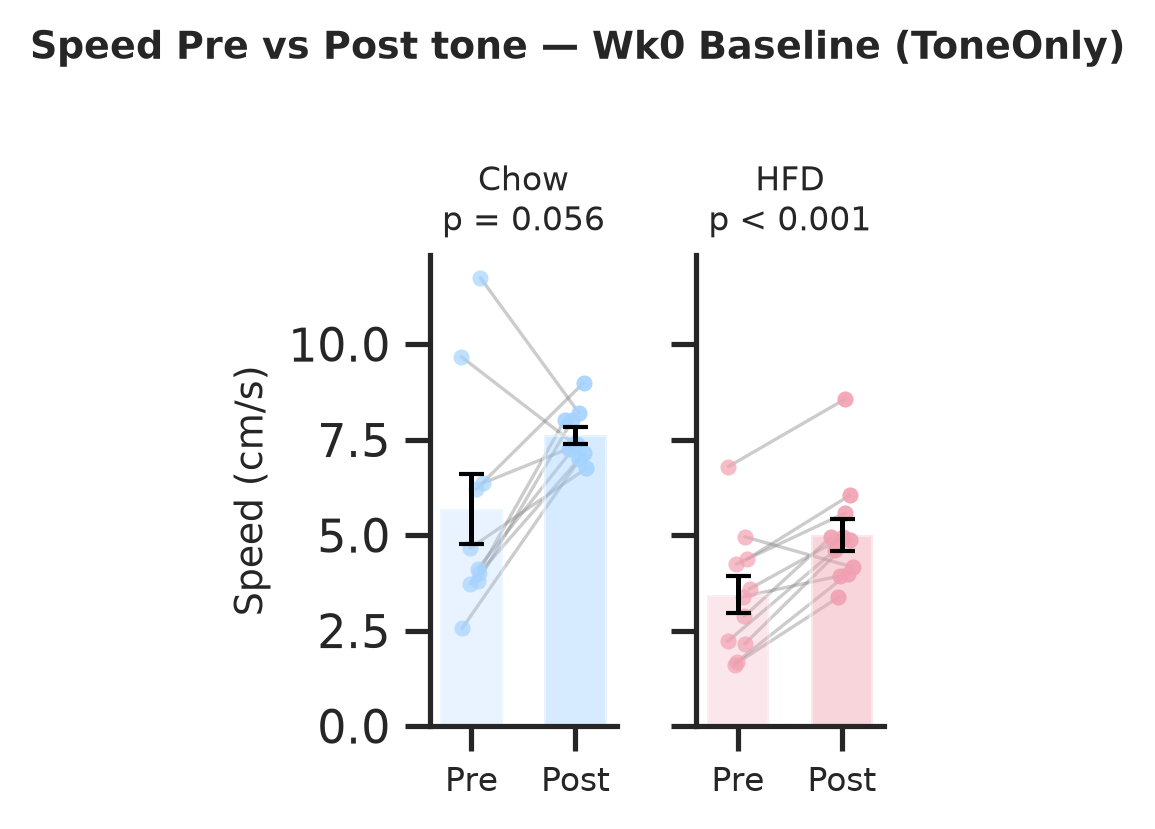 Speed Pre vs Post tone — Wk0 Baseline (ToneOnly)
Chow
p = 0.056
HFD
p < 0.001
Speed (cm/s)
10.0
7.5
5.0
2.5
0.0
Pre
Post
Pre
Post